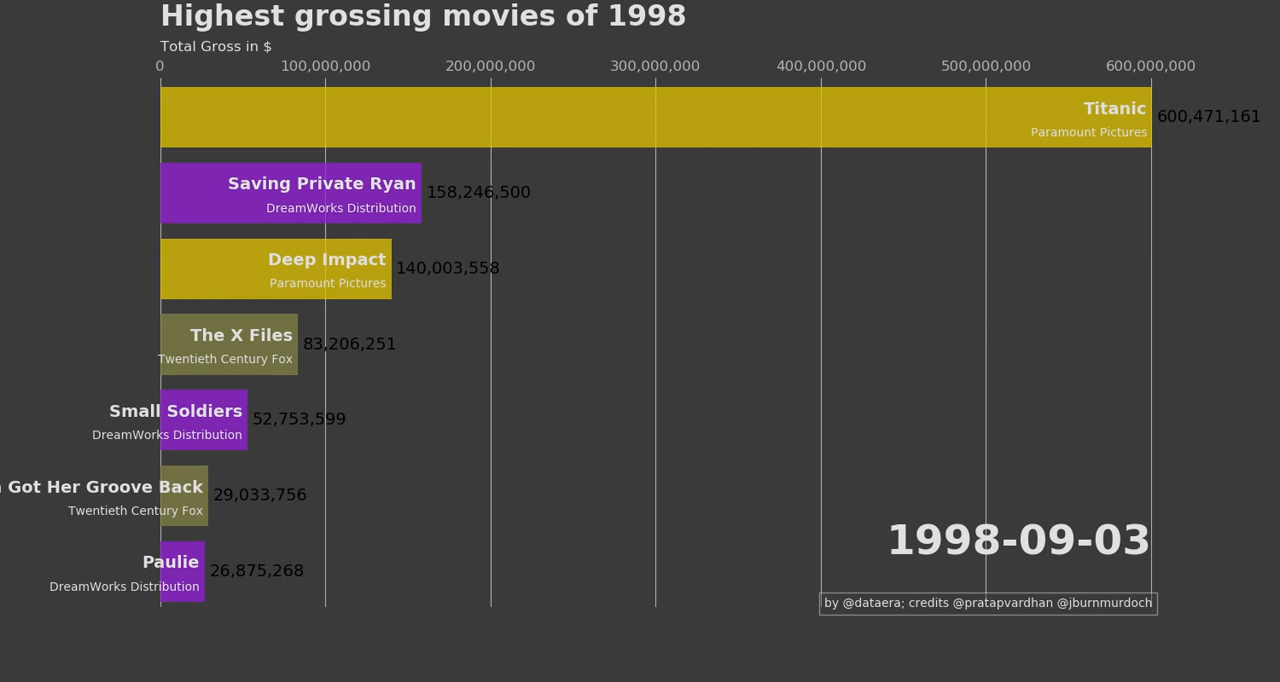 Highest grossing movies of 1998
Total Gross in $
0 100,000,000 200,000,000 300,000,000 400,000,000 500,000,000 600,000,000
Titanic
Paramount Pictures
600,471,161
Saving Private Ryan
DreamWorks Distribution
158,246,500
Deep Impact
Paramount Pictures
140,003,558
The X Files
Twentieth Century Fox
83,206,251
Small Soldiers
DreamWorks Distribution
52,753,599
Got Her Groove Back
Twentieth Century Fox
29,033,756
Paulie
DreamWorks Distribution
26,875,268
1998-09-03
by @dataera; credits @pratapvardhan @jburnmurdoch